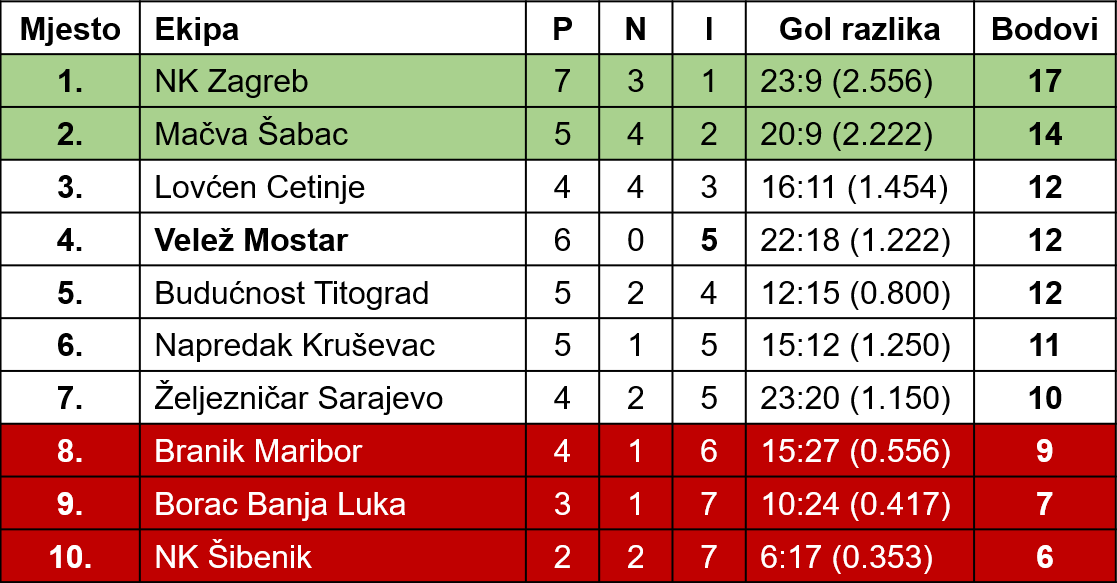 Mjesto Ekipa P N I Gol razlika Bodovi
1. NK Zagreb 7 3 1 23:9 (2.556) 17
2. Mačva Šabac 5 4 2 20:9 (2.222) 14
3. Lovćen Cetinje 4 4 3 16:11 (1.454) 12
4. Velež Mostar 6 0 5 22:18 (1.222) 12
5. Budućnost Titograd 5 2 4 12:15 (0.800) 12
6. Napredak Kruševac 5 1 5 15:12 (1.250) 11
7. Željezničar Sarajevo 4 2 5 23:20 (1.150) 10
8. Branik Maribor 4 1 6 15:27 (0.556) 9
9. Borac Banja Luka 3 1 7 10:24 (0.417) 7
10. NK Šibenik 2 2 7 6:17 (0.353) 6